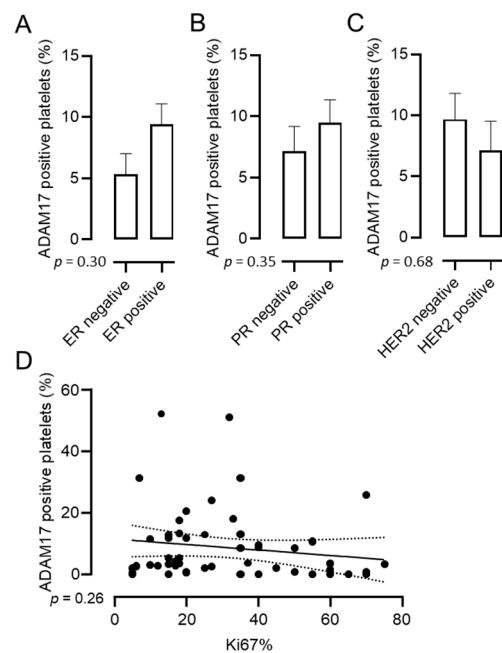 A
B
C
ADAM17 positive platelets (%)
15
10
5
0
p = 0.30
ER negative
ER positive
ADAM17 positive platelets (%)
15
10
5
0
p = 0.35
PR negative
PR positive
ADAM17 positive platelets (%)
15
10
5
0
p = 0.68
HER2 negative
HER2 positive
D
ADAM17 positive platelets (%)
60
40
20
0
p = 0.26
0
20
40
60
80
Ki67%